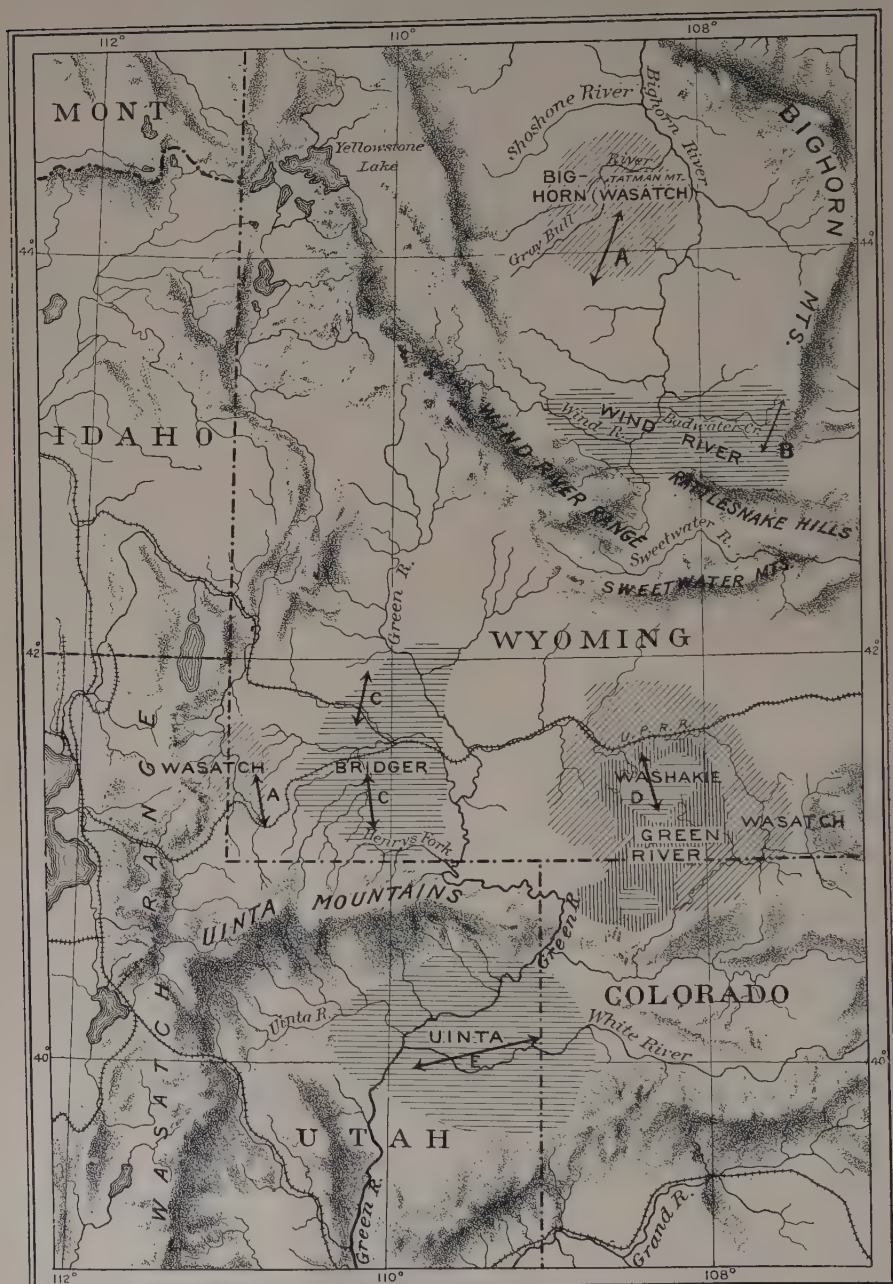 112°
110°
108°
MONT
Yellowstone
Lake
Shoshone River
Bighorn River
BIGHORN
MTS.
River
TATMAN MT.
BIG-
HORN (WASATCH)
Gray Bull
A
44°
44°
IDAHO
WIND RIVER RANGE
Wind R.
WIND
RIVER
Badwater Cr.
B
RATTLESNAKE HILLS
Sweetwater R.
SWEETWATER MTS.
Green R.
WYOMING
42°
42°
C
U.P.R.R.
WASATCH
A
BRIDGER
C
WASHAKIE
D
GREEN
RIVER
WASATCH
Henrys Fork
UINTA MOUNTAINS
WASATCH RANGE
Green R.
COLORADO
Uinta R.
UINTA
E
White River
40°
40°
UTAH
Green R.
Grand R.
112°
110°
108°